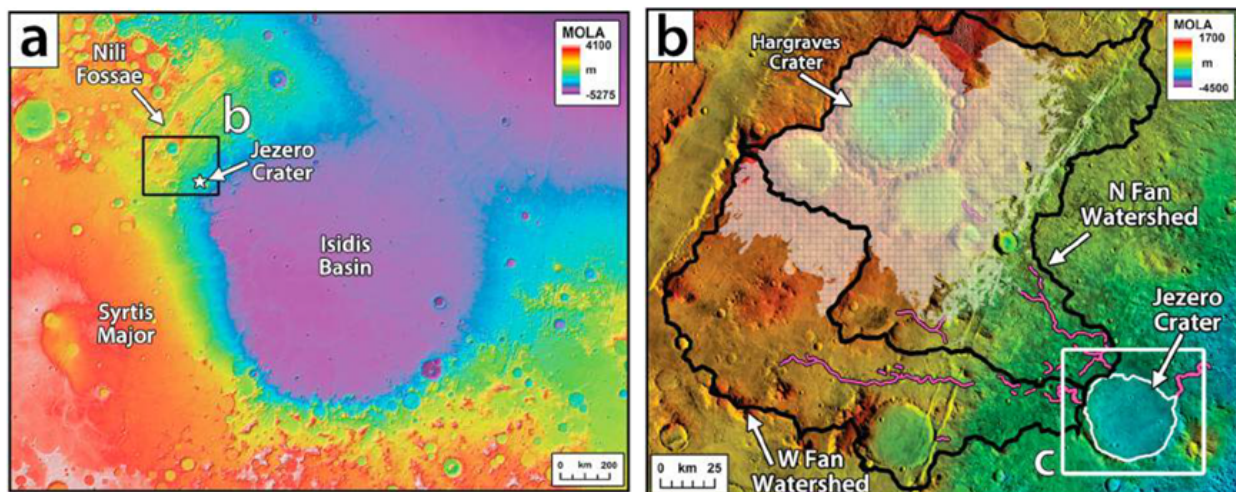 a
MOLA
4100
m
-5275
Nili
Fossae
b
Jezero
Crater
Isidis
Basin
Syrtis
Major
0 km 200
b
MOLA
1700
m
-4500
Hargraves
Crater
N Fan
Watershed
Jezero
Crater
W Fan
Watershed
C
0 km 25